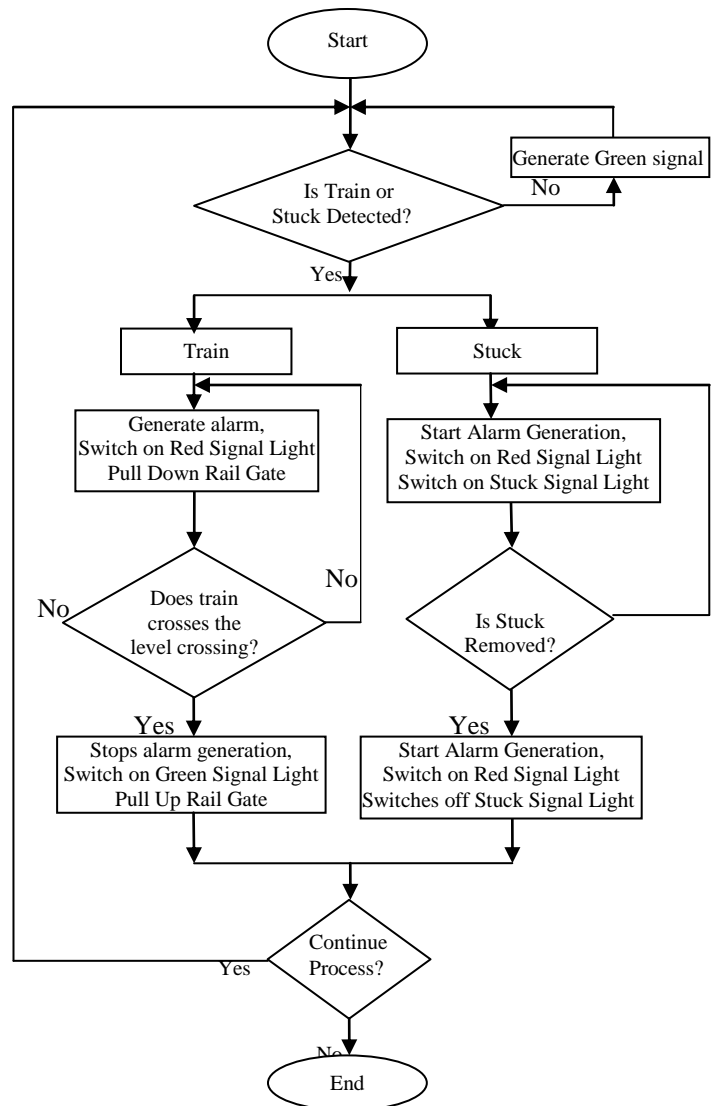 Start
Generate Green signal
No
Is Train or
Stuck Detected?
Yes
Train
Stuck
Generate alarm,
Switch on Red Signal Light
Pull Down Rail Gate
Start Alarm Generation,
Switch on Red Signal Light
Switch on Stuck Signal Light
No
No
Does train
crosses the
level crossing?
Is Stuck
Removed?
Yes
Yes
Stops alarm generation,
Switch on Green Signal Light
Pull Up Rail Gate
Start Alarm Generation,
Switch on Red Signal Light
Switches off Stuck Signal Light
Continue
Process?
Yes
No
End